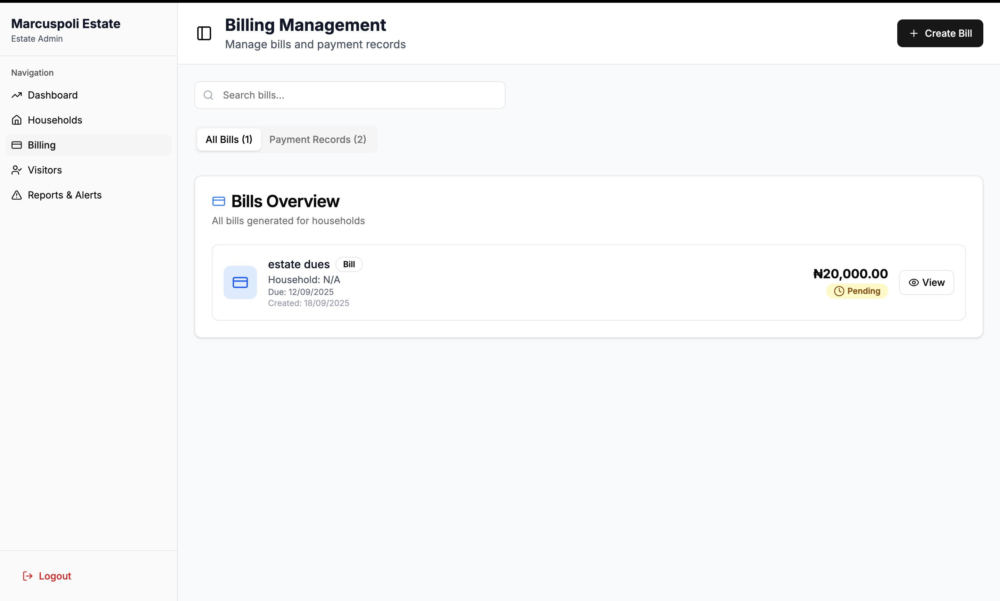 Marcuspoli Estate
Estate Admin
Navigation
Dashboard
Households
Billing
Visitors
Reports & Alerts
Logout
Billing Management
Manage bills and payment records
Create Bill
Search bills...
All Bills (1)
Payment Records (2)
Bills Overview
All bills generated for households
estate dues Bill
Household: N/A
Due: 12/09/2025
Created: 18/09/2025
₦20,000.00
Pending
View